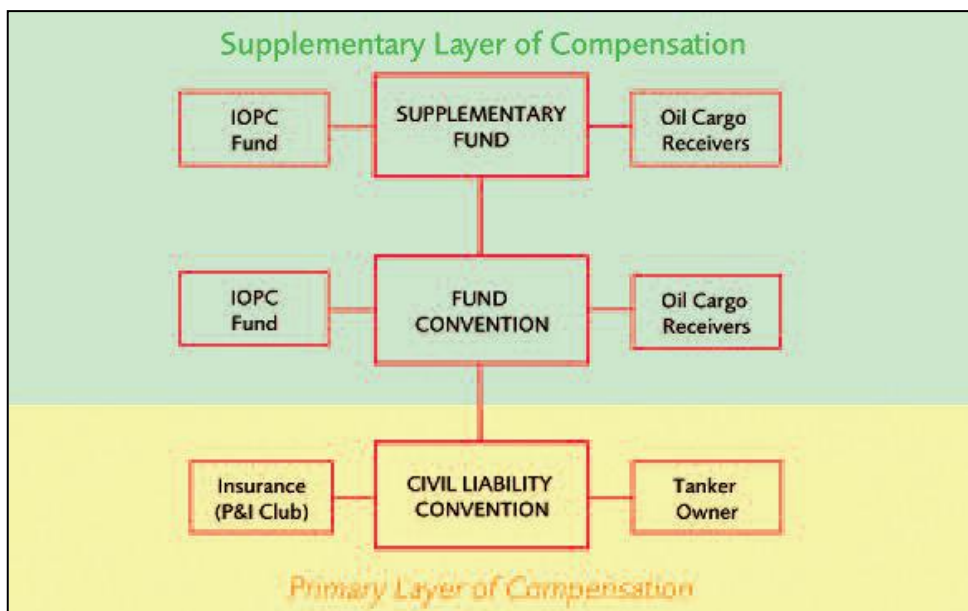 Supplementary Layer of Compensation
IOPC
Fund
SUPPLEMENTARY
FUND
Oil Cargo
Receivers
IOPC
Fund
FUND
CONVENTION
Oil Cargo
Receivers
Insurance
(P&I Club)
CIVIL LIABILITY
CONVENTION
Tanker
Owner
Primary Layer of Compensation